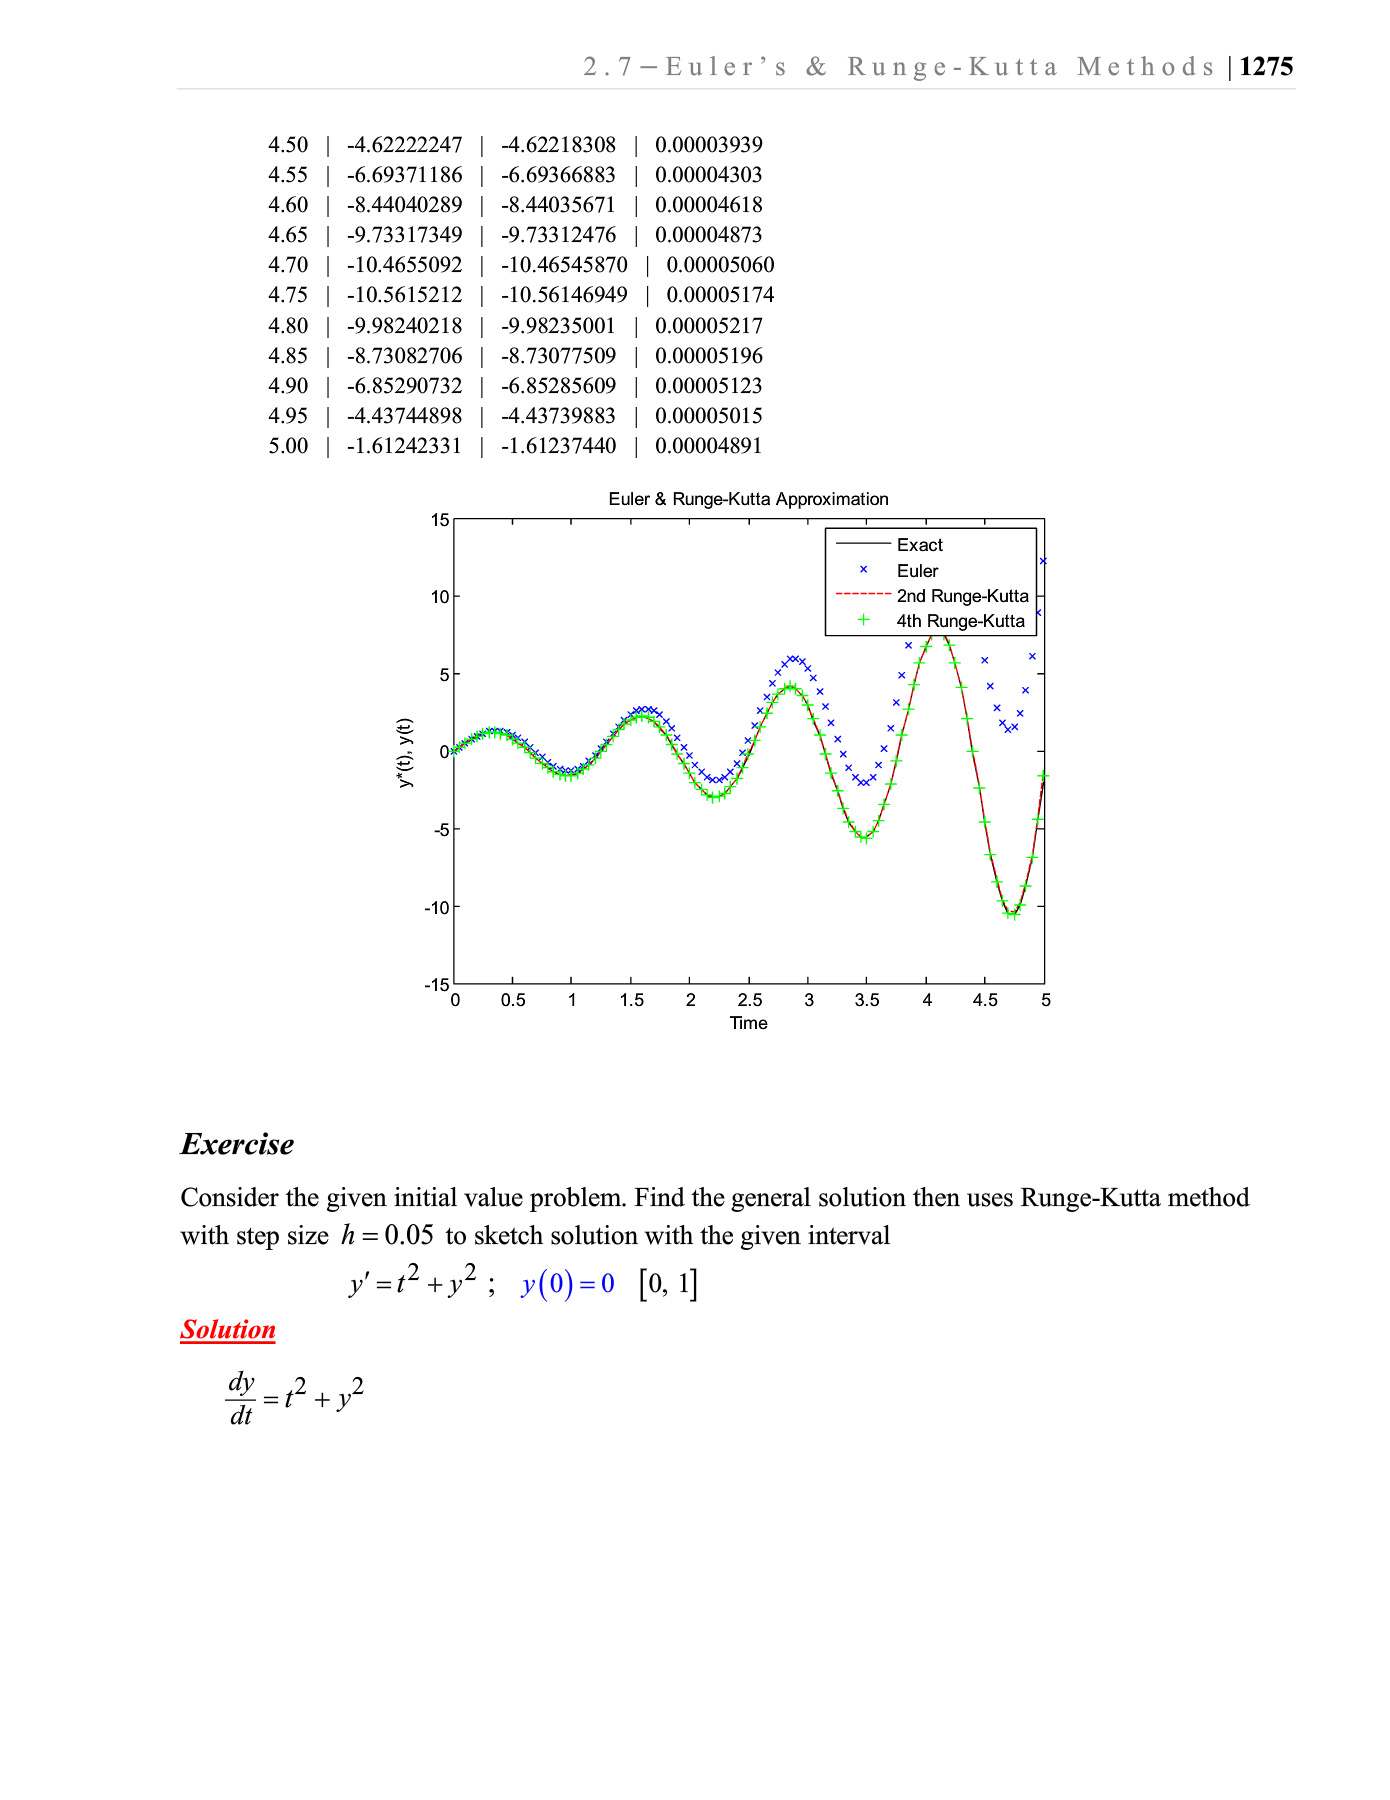 2.7 – Euler's & Runge-Kutta Methods | 1275
4.50 | -4.62222247 | -4.62218308 | 0.00003939
4.55 | -6.69371186 | -6.69366883 | 0.00004303
4.60 | -8.44040289 | -8.44035671 | 0.00004618
4.65 | -9.73317349 | -9.73312476 | 0.00004873
4.70 | -10.4655092 | -10.46545870 | 0.00005060
4.75 | -10.5615212 | -10.56146949 | 0.00005174
4.80 | -9.98240218 | -9.98235001 | 0.00005217
4.85 | -8.73082706 | -8.73077509 | 0.00005196
4.90 | -6.85290732 | -6.85285609 | 0.00005123
4.95 | -4.43744898 | -4.43739883 | 0.00005015
5.00 | -1.61242331 | -1.61237440 | 0.00004891
Euler & Runge-Kutta Approximation
15
10
5
0
-5
-10
-15
y*(t), y(t)
Exact
Euler
2nd Runge-Kutta
4th Runge-Kutta
0 0.5 1 1.5 2 2.5 3 3.5 4 4.5 5
Time
Exercise
Consider the given initial value problem. Find the general solution then uses Runge-Kutta method
with step size h = 0.05 to sketch solution with the given interval
y′ = t² + y² ; y(0) = 0 [0, 1]
Solution
dy/dt = t² + y²